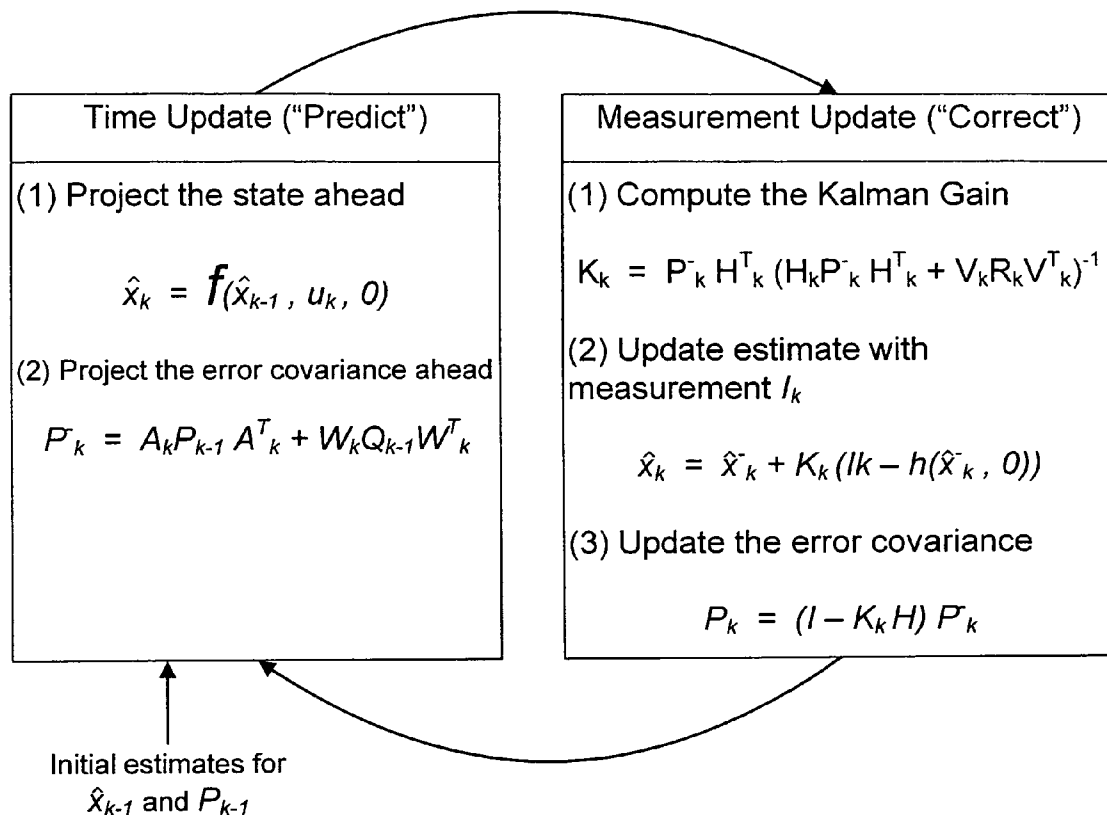 Time Update (“Predict”)
(1) Project the state ahead
x̂ₖ = f(x̂ₖ₋₁ , uₖ , 0)
(2) Project the error covariance ahead
P⁻ₖ = AₖPₖ₋₁ Aᵀₖ + WₖQₖ₋₁Wᵀₖ
Initial estimates for
x̂ₖ₋₁ and Pₖ₋₁
Measurement Update (“Correct”)
(1) Compute the Kalman Gain
Kₖ = P⁻ₖ Hᵀₖ (HₖP⁻ₖ Hᵀₖ + VₖRₖVᵀₖ)⁻¹
(2) Update estimate with
measurement Iₖ
x̂ₖ = x̂⁻ₖ + Kₖ (Ik – h(x̂⁻ₖ , 0))
(3) Update the error covariance
Pₖ = (I – Kₖ H) P⁻ₖ